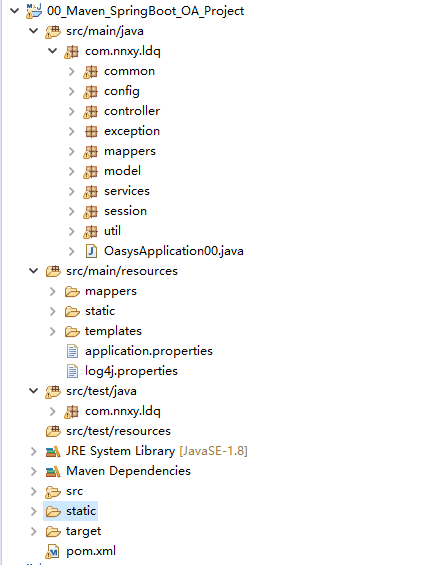 00_Maven_SpringBoot_OA_Project
src/main/java
com.nnxy.ldq
common
config
controller
exception
mappers
model
services
session
util
OasysApplication00.java
src/main/resources
mappers
static
templates
application.properties
log4j.properties
src/test/java
com.nnxy.ldq
src/test/resources
JRE System Library [JavaSE-1.8]
Maven Dependencies
src
static
target
pom.xml